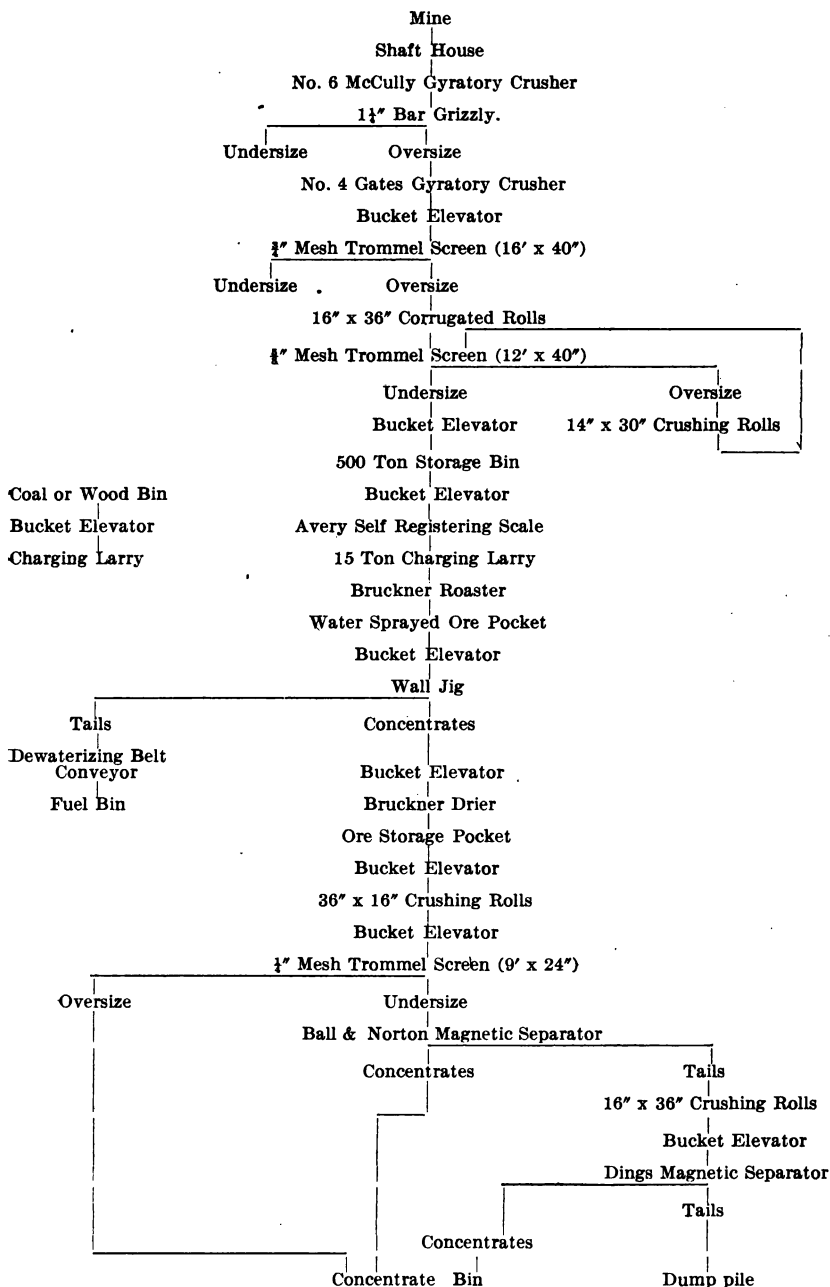 Mine
Shaft House
No. 6 McCully Gyratory Crusher
1¼″ Bar Grizzly.
Undersize Oversize
No. 4 Gates Gyratory Crusher
Bucket Elevator
¾″ Mesh Trommel Screen (16′ x 40″)
Undersize Oversize
16″ x 36″ Corrugated Rolls
Mesh Trommel Screen (12′ x 40″)
Undersize Oversize
Bucket Elevator 14″ x 30″ Crushing Rolls
500 Ton Storage Bin
Coal or Wood Bin Bucket Elevator
Bucket Elevator Avery Self Registering Scale
Charging Larry 15 Ton Charging Larry
Bruckner Roaster
Water Sprayed Ore Pocket
Bucket Elevator
Wall Jig
Tails Concentrates
Dewaterizing Belt
Conveyor Bucket Elevator
Fuel Bin Bruckner Drier
Ore Storage Pocket
Bucket Elevator
36″ x 16″ Crushing Rolls
Bucket Elevator
¼″ Mesh Trommel Screen (9′ x 24″)
Oversize Undersize
Ball & Norton Magnetic Separator
Concentrates Tails
16″ x 36″ Crushing Rolls
Bucket Elevator
Dings Magnetic Separator
Tails
Concentrates
Concentrate Bin Dump pile